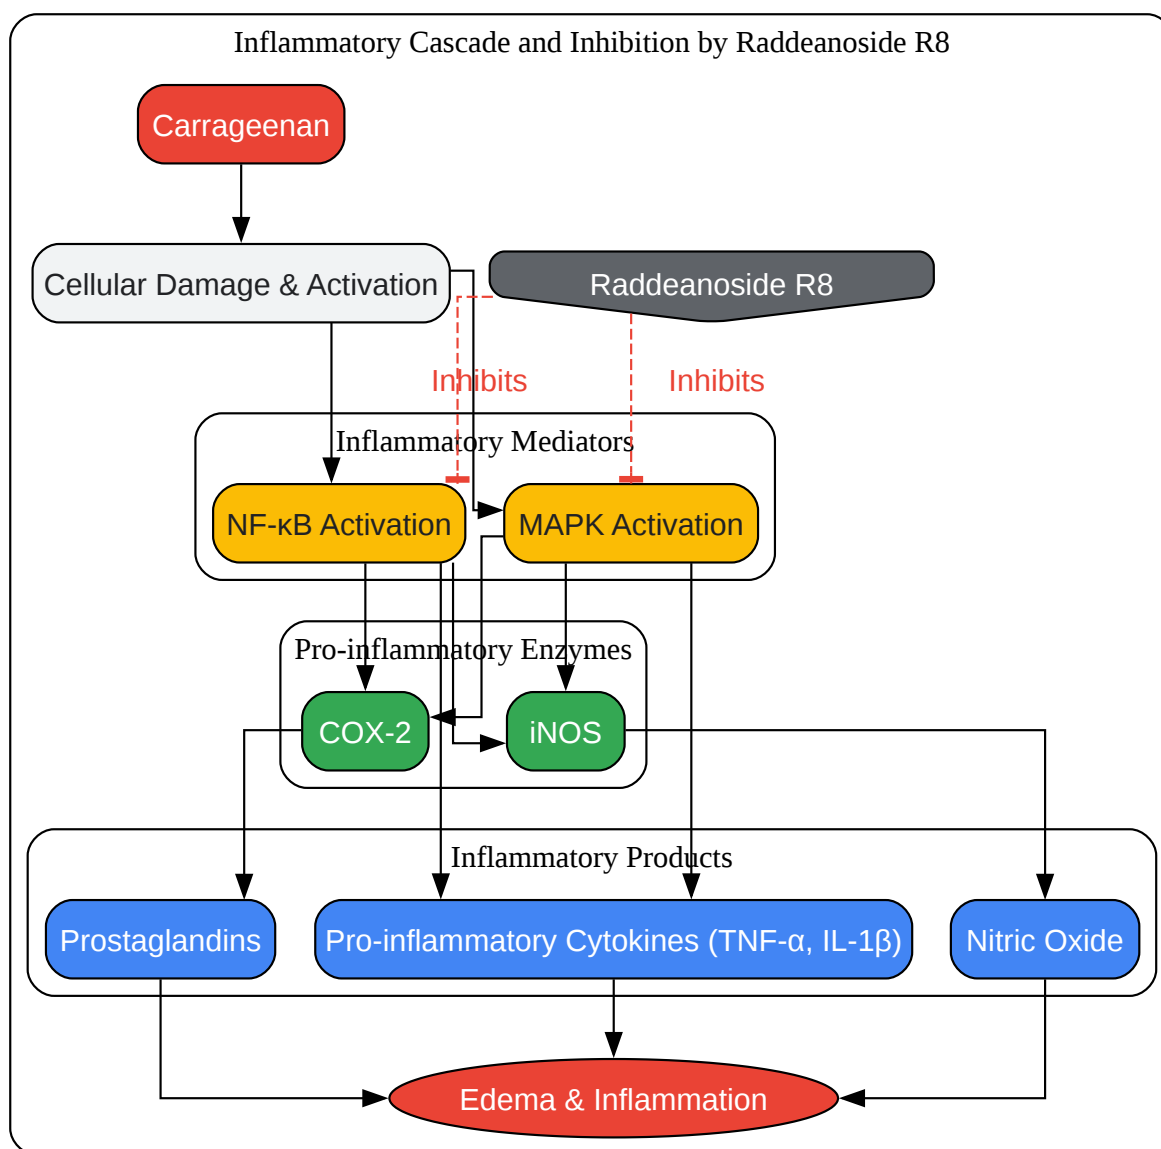 Inflammatory Cascade and Inhibition by Raddeanoside R8
Carrageenan
Cellular Damage & Activation
Raddeanoside R8
Inhibits
Inhibits
Inflammatory Mediators
NF-κB Activation
MAPK Activation
Pro-inflammatory Enzymes
COX-2
iNOS
Inflammatory Products
Prostaglandins
Pro-inflammatory Cytokines (TNF-α, IL-1β)
Nitric Oxide
Edema & Inflammation